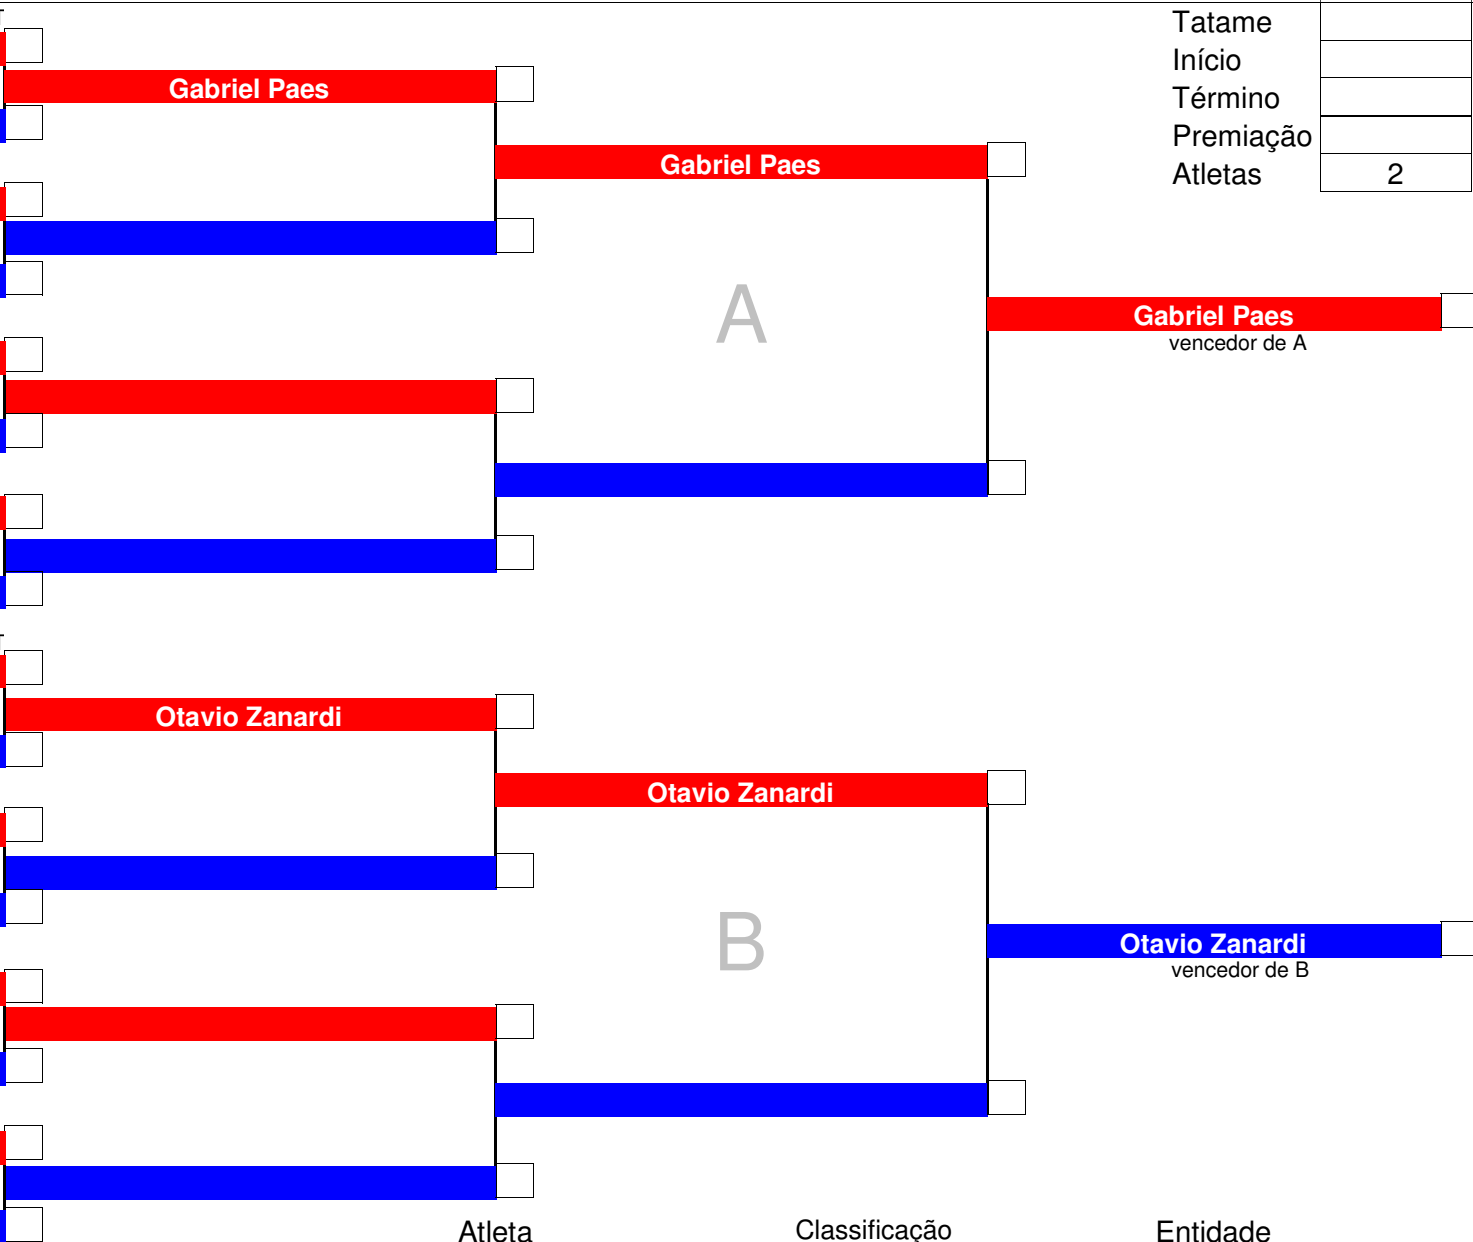 Tatame
Início
Término
Premiação
Atletas 2
Gabriel Paes
Gabriel Paes
A
Gabriel Paes
vencedor de A
Otavio Zanardi
Otavio Zanardi
B
Otavio Zanardi
vencedor de B
Atleta Classificação Entidade